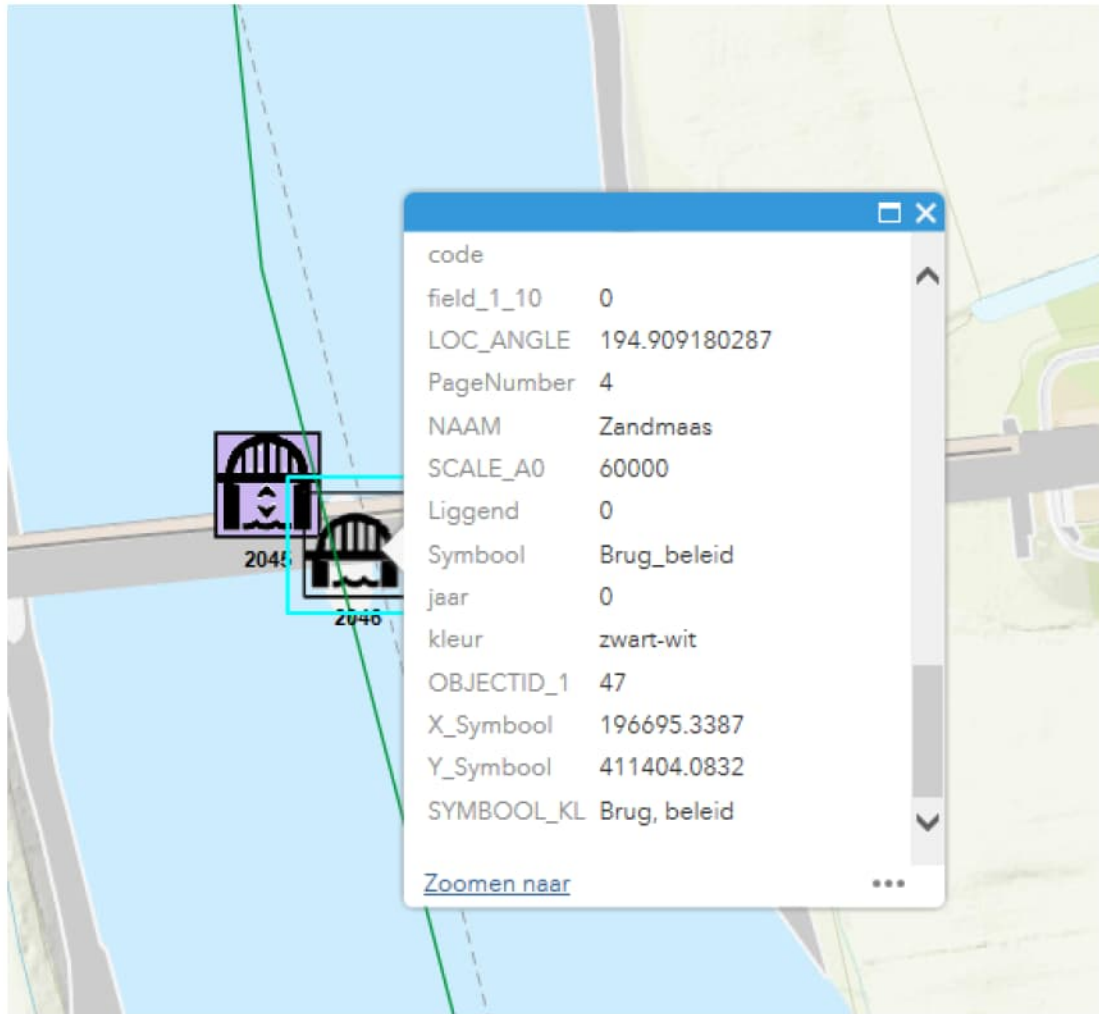 code
field_1_10 0
LOC_ANGLE 194.909180287
PageNumber 4
NAAM Zandmaas
SCALE_A0 60000
Liggend 0
Symbool Brug_beleid
jaar 0
kleur zwart-wit
OBJECTID_1 47
X_Symbool 196695.3387
Y_Symbool 411404.0832
SYMBOOL_KL Brug, beleid
Zoomen naar
2045
2046